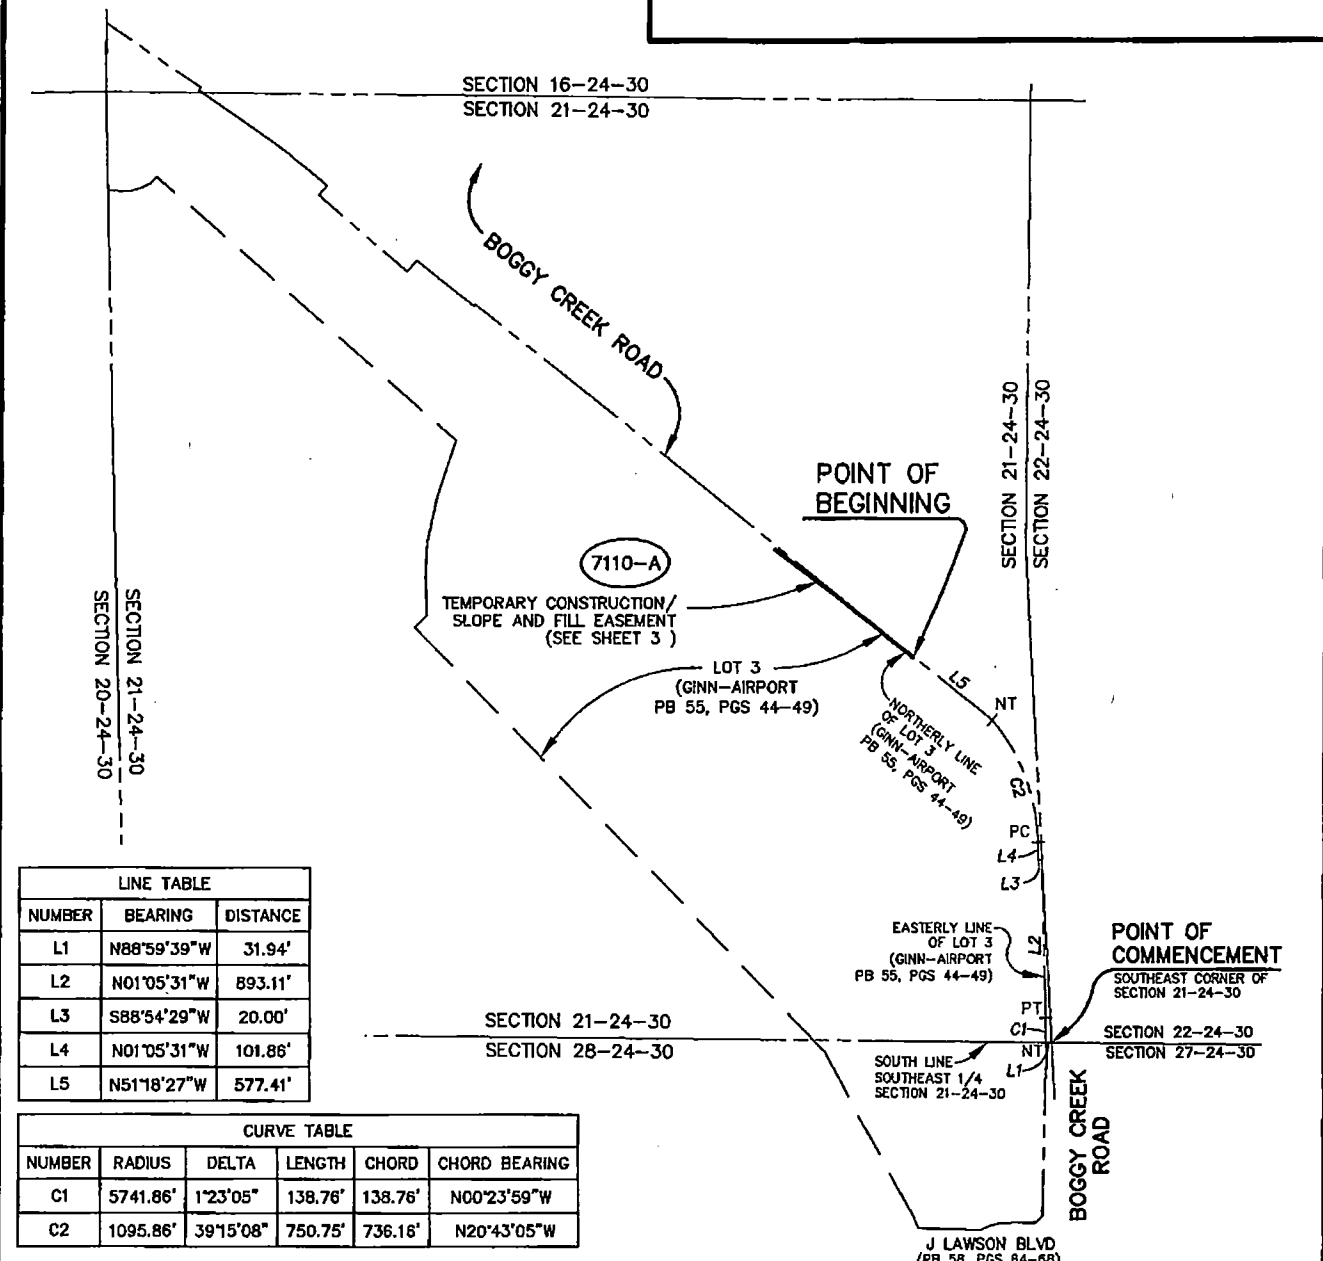 SECTION 16-24-30
SECTION 21-24-30
BOGGY CREEK ROAD
SECTION 21-24-30
SECTION 22-24-30
POINT OF
BEGINNING
7110-A
TEMPORARY CONSTRUCTION/
SLOPE AND FILL EASEMENT
(SEE SHEET 3 )
SECTION 21-24-30
SECTION 20-24-30
LOT 3
(GINN-AIRPORT
PB 55, PGS 44-49)
L5
NT
NORTHERLY LINE
OF LOT 3
(GINN-AIRPORT
PB 55, PGS 44-49)
C2
PC
L4
L3
EASTERLY LINE
OF LOT 3
(GINN-AIRPORT
PB 55, PGS 44-49)
L2
POINT OF
COMMENCEMENT
SOUTHEAST CORNER OF
SECTION 21-24-30
PT
C1
NT
L1
SECTION 21-24-30
SECTION 28-24-30
SECTION 22-24-30
SECTION 27-24-30
SOUTH LINE
SOUTHEAST 1/4
SECTION 21-24-30
BOGGY CREEK
ROAD
J LAWSON BLVD
(PB 58, PGS 64-68)
LINE TABLE
NUMBER BEARING DISTANCE
L1 N88°59'39"W 31.94'
L2 N01°05'31"W 893.11'
L3 S88°54'29"W 20.00'
L4 N01°05'31"W 101.86'
L5 N51°18'27"W 577.41'
CURVE TABLE
NUMBER RADIUS DELTA LENGTH CHORD CHORD BEARING
C1 5741.86' 1°23'05" 138.76' 138.76' N00°23'59"W
C2 1095.86' 39°15'08" 750.75' 736.16' N20°43'05"W